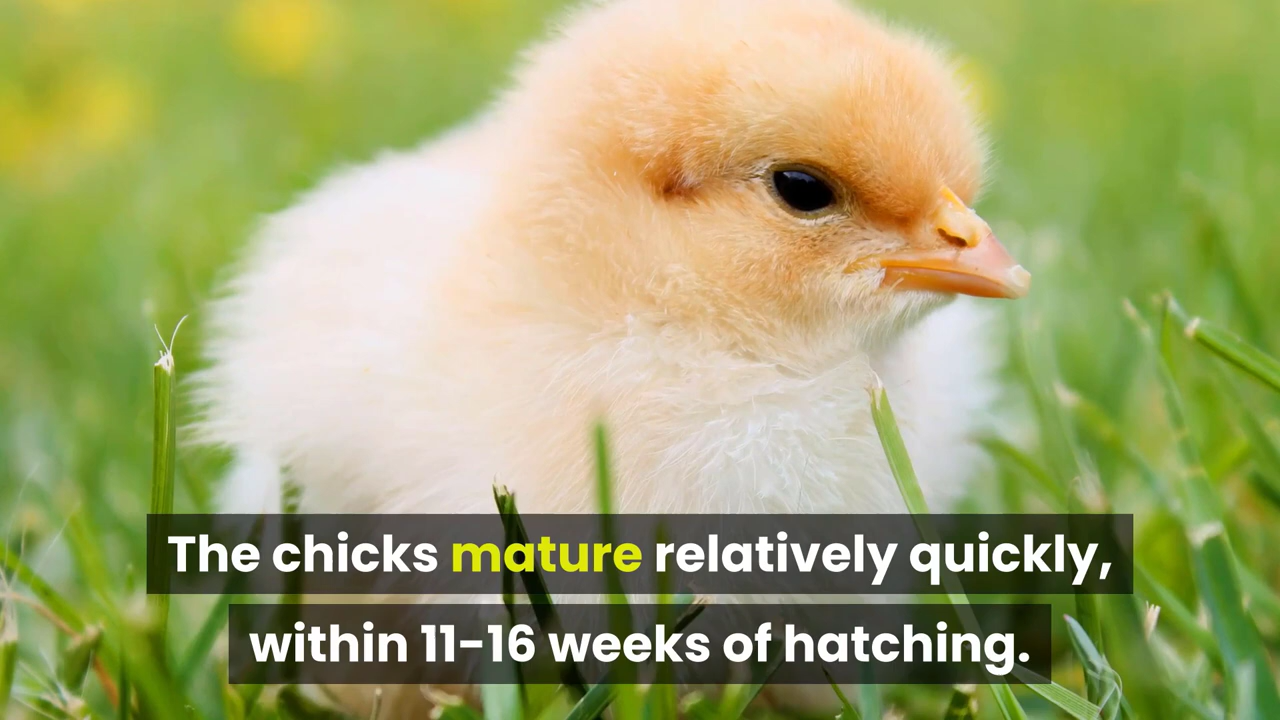 The chicks mature relatively quickly,
within 11-16 weeks of hatching.